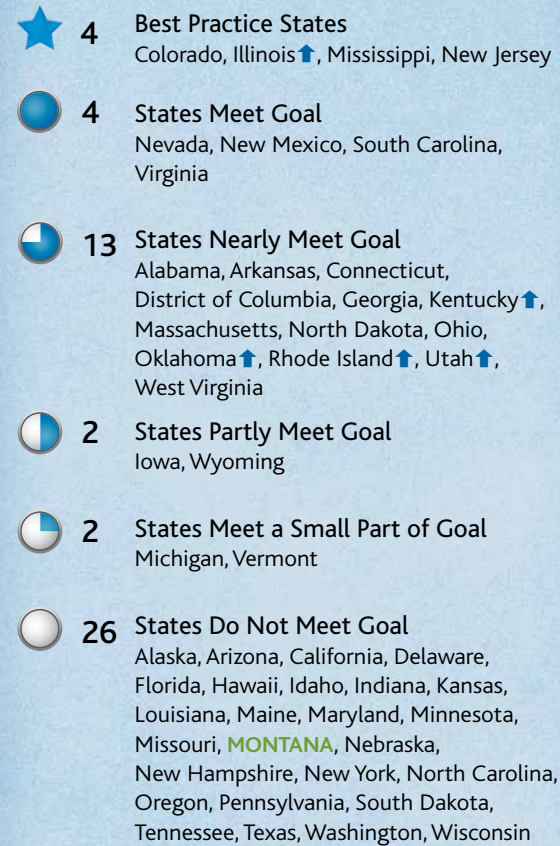 4 Best Practice States
Colorado, Illinois⬆, Mississippi, New Jersey
4 States Meet Goal
Nevada, New Mexico, South Carolina,
Virginia
13 States Nearly Meet Goal
Alabama, Arkansas, Connecticut,
District of Columbia, Georgia, Kentucky⬆,
Massachusetts, North Dakota, Ohio,
Oklahoma⬆, Rhode Island⬆, Utah⬆,
West Virginia
2 States Partly Meet Goal
Iowa, Wyoming
2 States Meet a Small Part of Goal
Michigan, Vermont
26 States Do Not Meet Goal
Alaska, Arizona, California, Delaware,
Florida, Hawaii, Idaho, Indiana, Kansas,
Louisiana, Maine, Maryland, Minnesota,
Missouri, MONTANA, Nebraska,
New Hampshire, New York, North Carolina,
Oregon, Pennsylvania, South Dakota,
Tennessee, Texas, Washington, Wisconsin